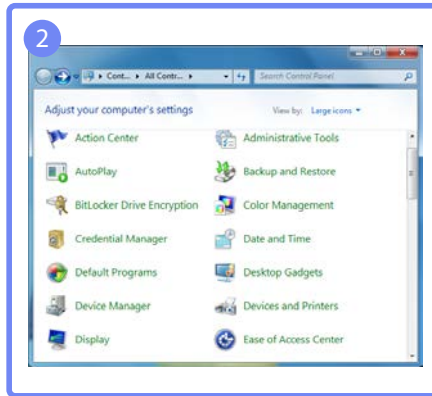 2
Cont... All Contr...
Search Control Panel
Adjust your computer's settings
View by: Large icons
Action Center
Administrative Tools
AutoPlay
Backup and Restore
BitLocker Drive Encryption
Color Management
Credential Manager
Date and Time
Default Programs
Desktop Gadgets
Device Manager
Devices and Printers
Display
Ease of Access Center